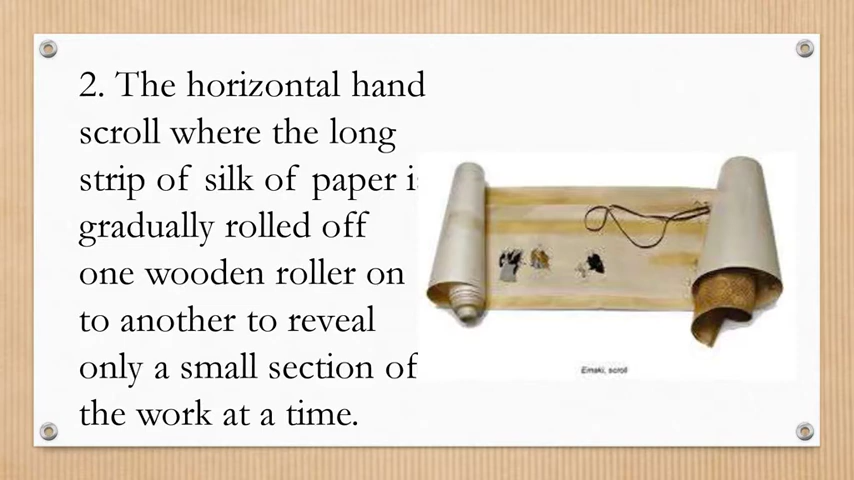 2. The horizontal hand
scroll where the long
strip of silk of paper is
gradually rolled off
one wooden roller on
to another to reveal
only a small section of
the work at a time.
Emaki, scroll